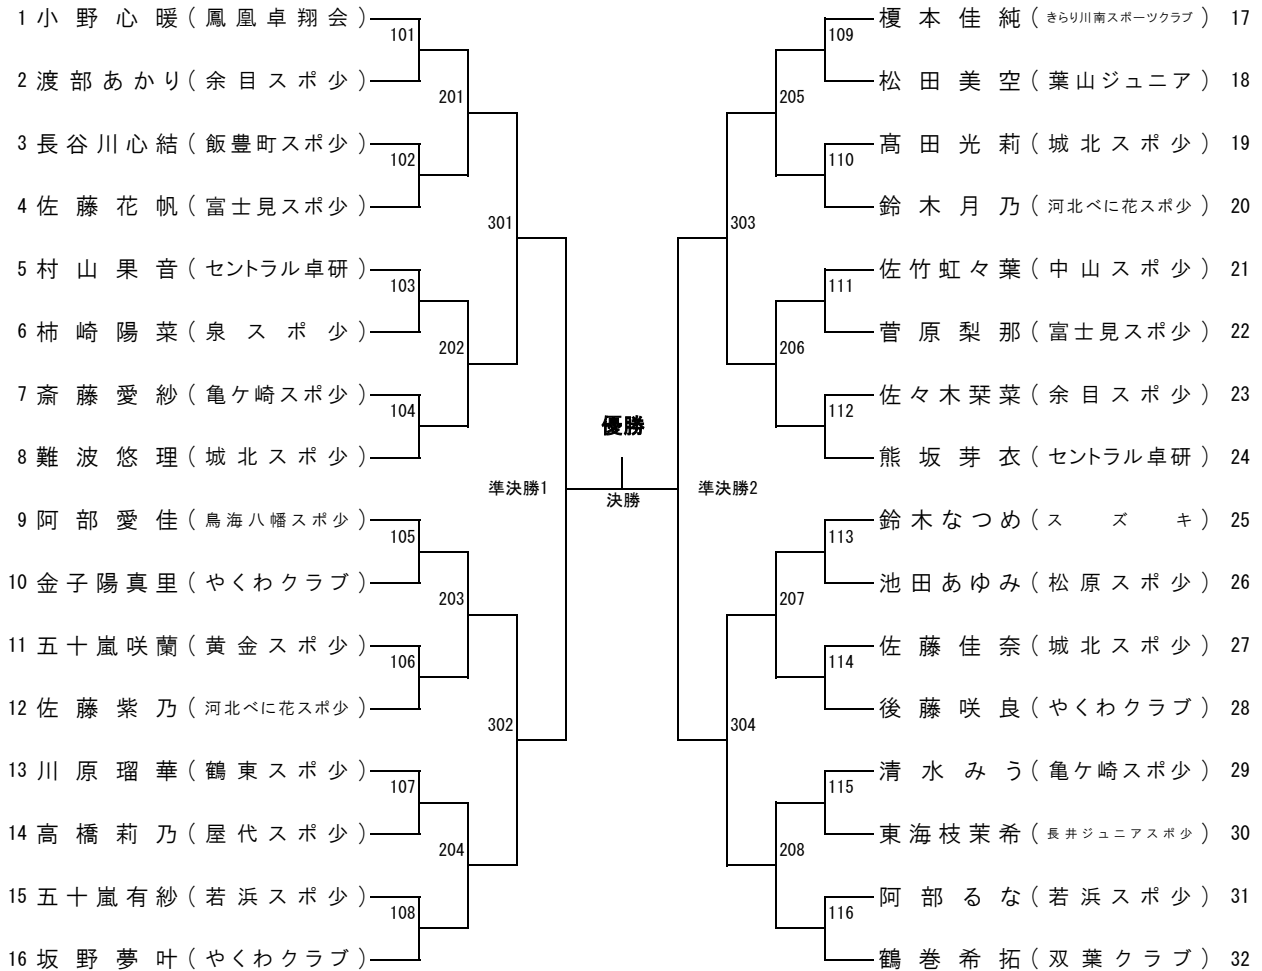 1 小野心暖(鳳凰卓翔会)
101
2 渡部あかり(余目スポ少)
201
3 長谷川心結(飯豊町スポ少)
102
4 佐藤花帆(富士見スポ少)
301
5 村山果音(セントラル卓研)
103
6 柿崎陽菜(泉スポ少)
202
7 斎藤愛紗(亀ケ崎スポ少)
104
8 難波悠理(城北スポ少)
準決勝1
9 阿部愛佳(鳥海八幡スポ少)
105
10 金子陽真里(やくわクラブ)
203
11 五十嵐咲蘭(黄金スポ少)
106
12 佐藤紫乃(河北べに花スポ少)
302
13 川原瑠華(鶴東スポ少)
107
14 高橋莉乃(屋代スポ少)
204
15 五十嵐有紗(若浜スポ少)
108
16 坂野夢叶(やくわクラブ)
優勝
決勝
榎本佳純(きらり川南スポーツクラブ) 17
109
松田美空(葉山ジュニア) 18
205
髙田光莉(城北スポ少) 19
110
鈴木月乃(河北べに花スポ少) 20
303
佐竹虹々葉(中山スポ少) 21
111
菅原梨那(富士見スポ少) 22
206
佐々木栞菜(余目スポ少) 23
112
熊坂芽衣(セントラル卓研) 24
準決勝2
鈴木なつめ(スズキ) 25
113
池田あゆみ(松原スポ少) 26
207
佐藤佳奈(城北スポ少) 27
114
後藤咲良(やくわクラブ) 28
304
清水みう(亀ケ崎スポ少) 29
115
東海枝茉希(長井ジュニアスポ少) 30
208
阿部るな(若浜スポ少) 31
116
鶴巻希拓(双葉クラブ) 32